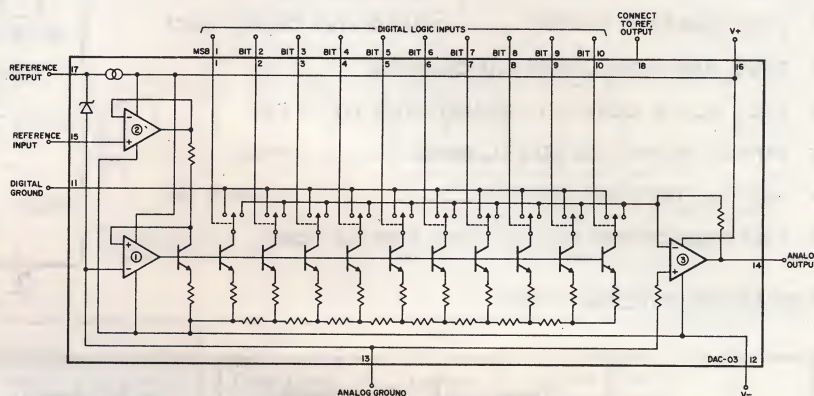 DIGITAL LOGIC INPUTS
CONNECT
TO REF.
OUTPUT
V+
MSB 1 BIT 2 BIT 3 BIT 4 BIT 5 BIT 6 BIT 7 BIT 8 BIT 9 BIT 10
1 2 3 4 5 6 7 8 9 10 18 16
REFERENCE
OUTPUT
17
REFERENCE
INPUT
15
DIGITAL
GROUND
11
− 2 +
+ 1 −
− 3 +
14
ANALOG
OUTPUT
13
DAC-03 12
ANALOG GROUND
V−